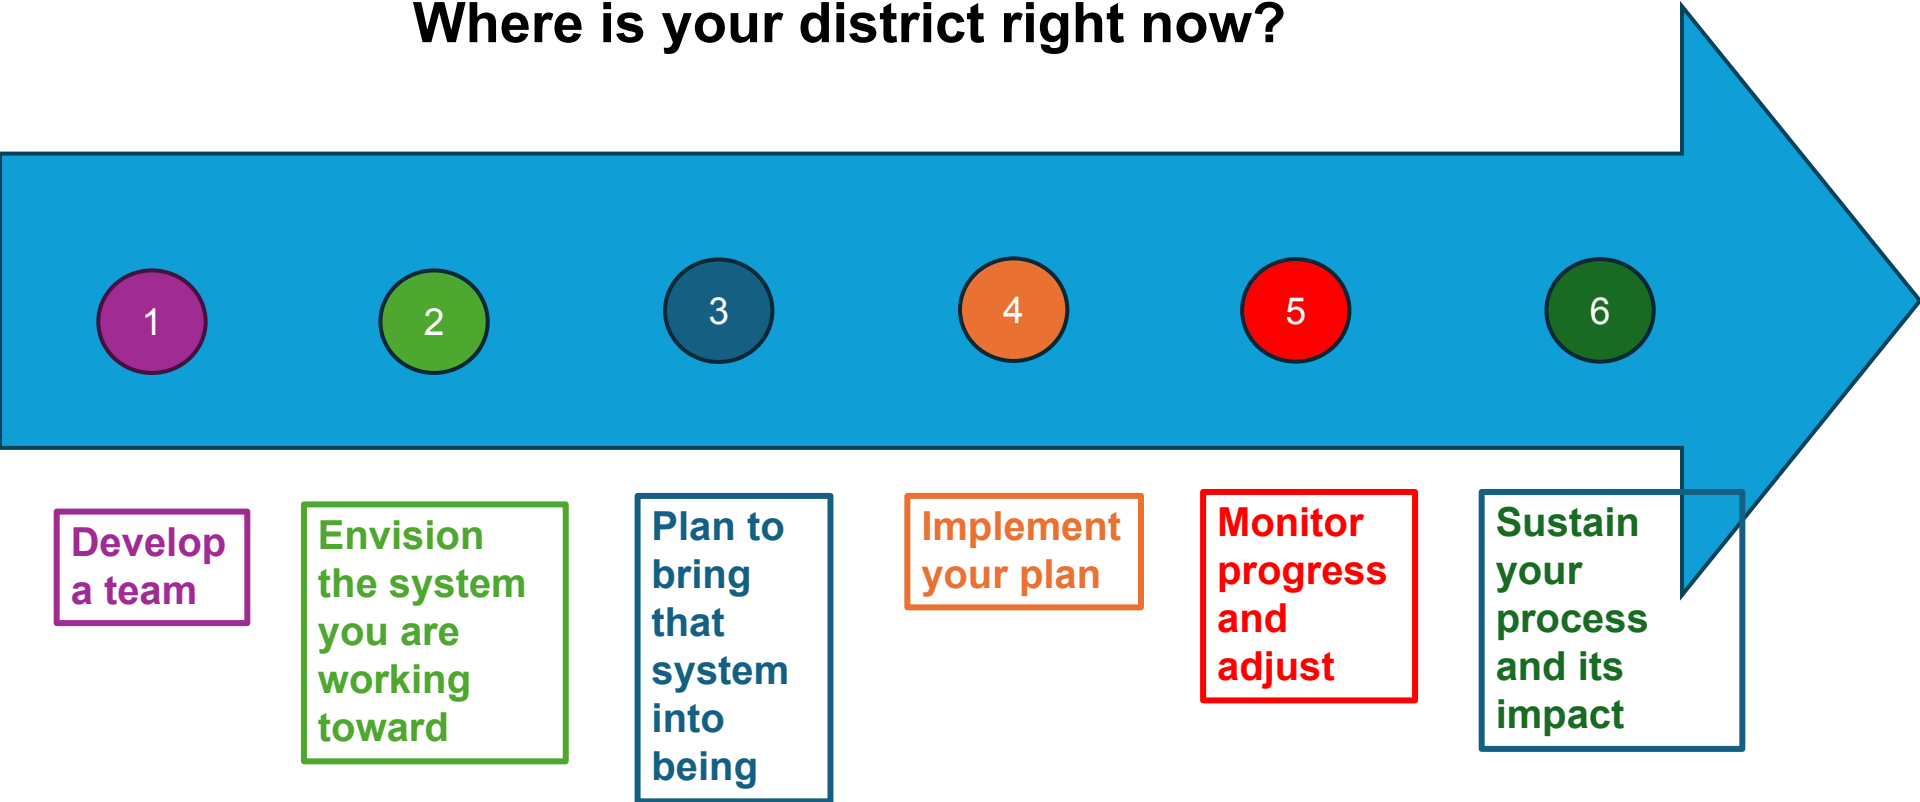 Where is your district right now?
1
2
3
4
5
6
Develop
a team
Envision
the system
you are
working
toward
Plan to
bring
that
system
into
being
Implement
your plan
Monitor
progress
and
adjust
Sustain
your
process
and its
impact